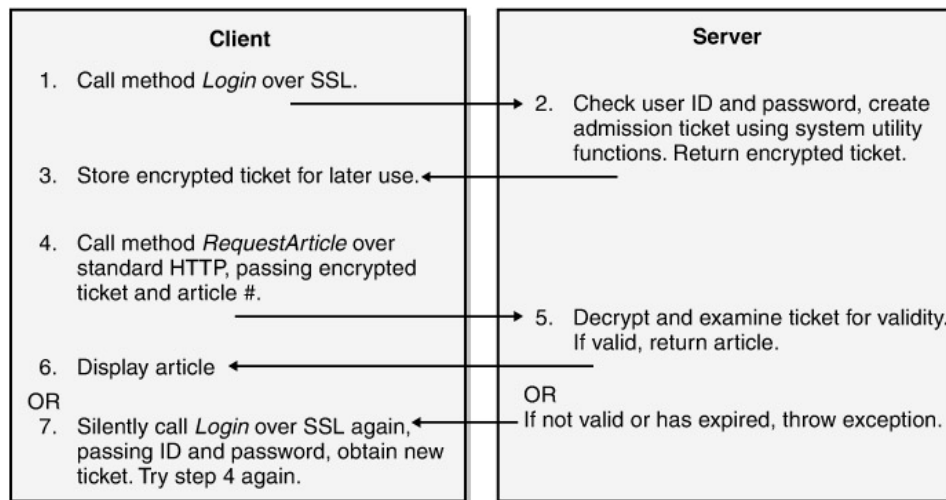 Client
1. Call method Login over SSL.
3. Store encrypted ticket for later use.
4. Call method RequestArticle over
standard HTTP, passing encrypted
ticket and article #.
6. Display article
OR
7. Silently call Login over SSL again,
passing ID and password, obtain new
ticket. Try step 4 again.
Server
2. Check user ID and password, create
admission ticket using system utility
functions. Return encrypted ticket.
5. Decrypt and examine ticket for validity.
If valid, return article.
OR
If not valid or has expired, throw exception.